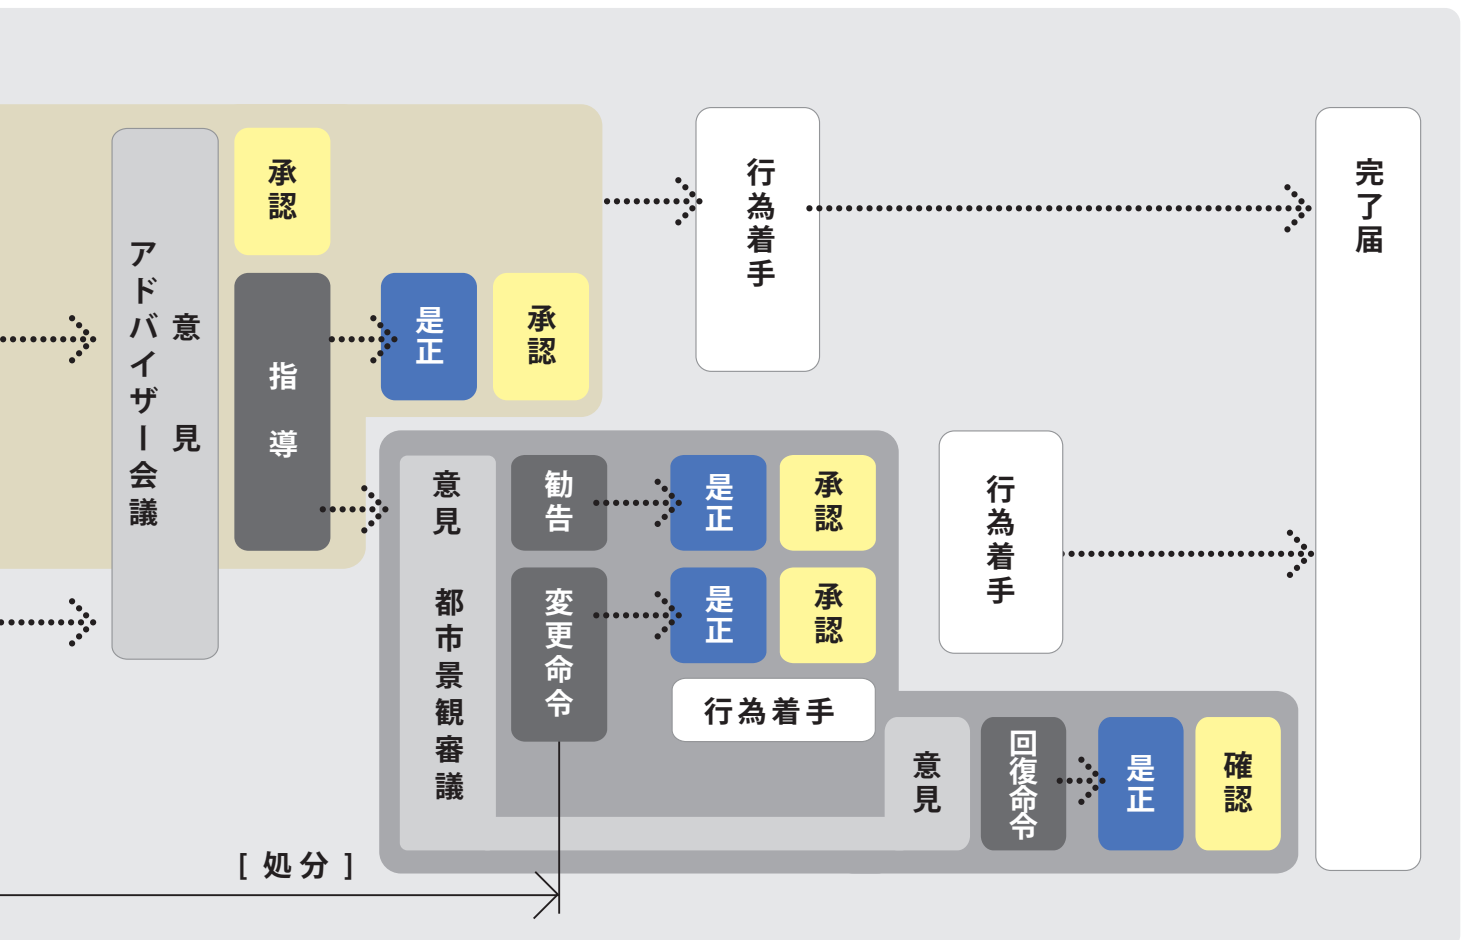 アドバイザー会議
意見
承認
指導
是正
承認
行為着手
完了届
意見
都市景観審議
勧告
是正
承認
変更命令
是正
承認
行為着手
行為着手
意見
回復命令
是正
確認
[ 処分 ]